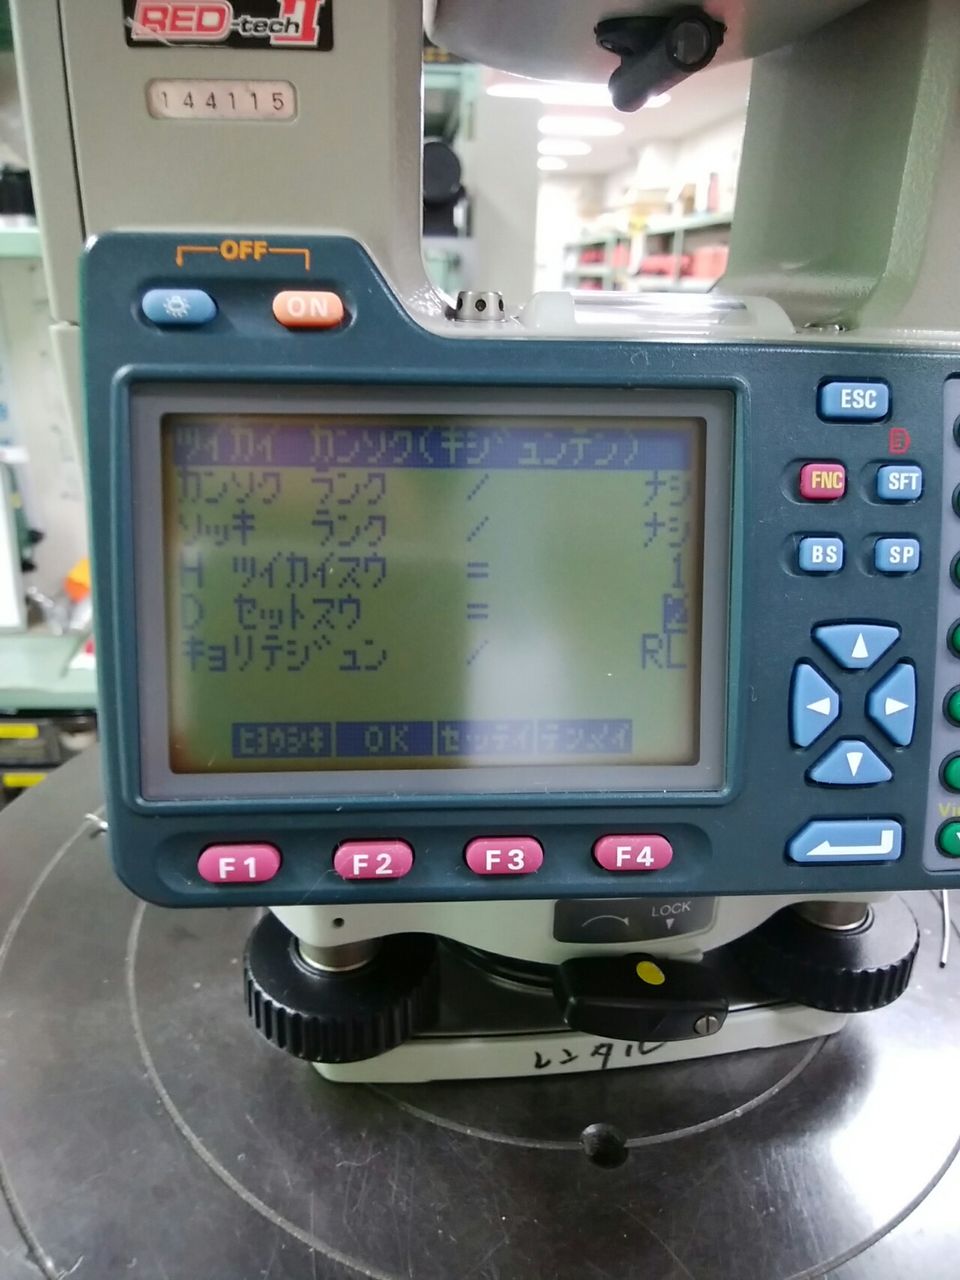 RED-tech II
144115
OFF
ON
ツイカイ カンソク(キジュンテン)
カンソク ランク / ナシ
ソッキ ランク / ナシ
H ツイカイスウ = 1
D セットスウ = 2
キョリテジュン / RL
ヒョウシキ OK セッテイ テンメイ
ESC
FNC
SFT
BS
SP
F1 F2 F3 F4
LOCK
レンタル